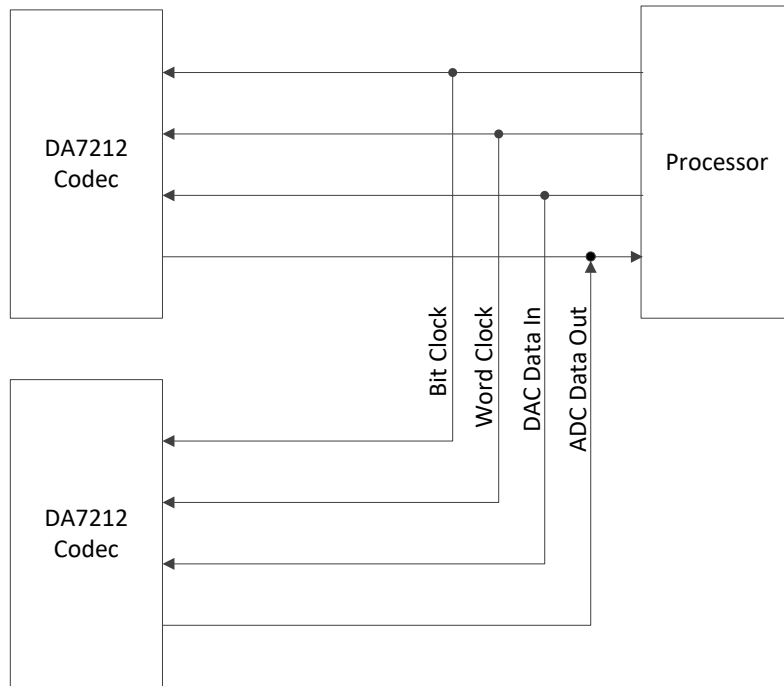 DA7212
Codec
Processor
Bit Clock
Word Clock
DAC Data In
ADC Data Out
DA7212
Codec